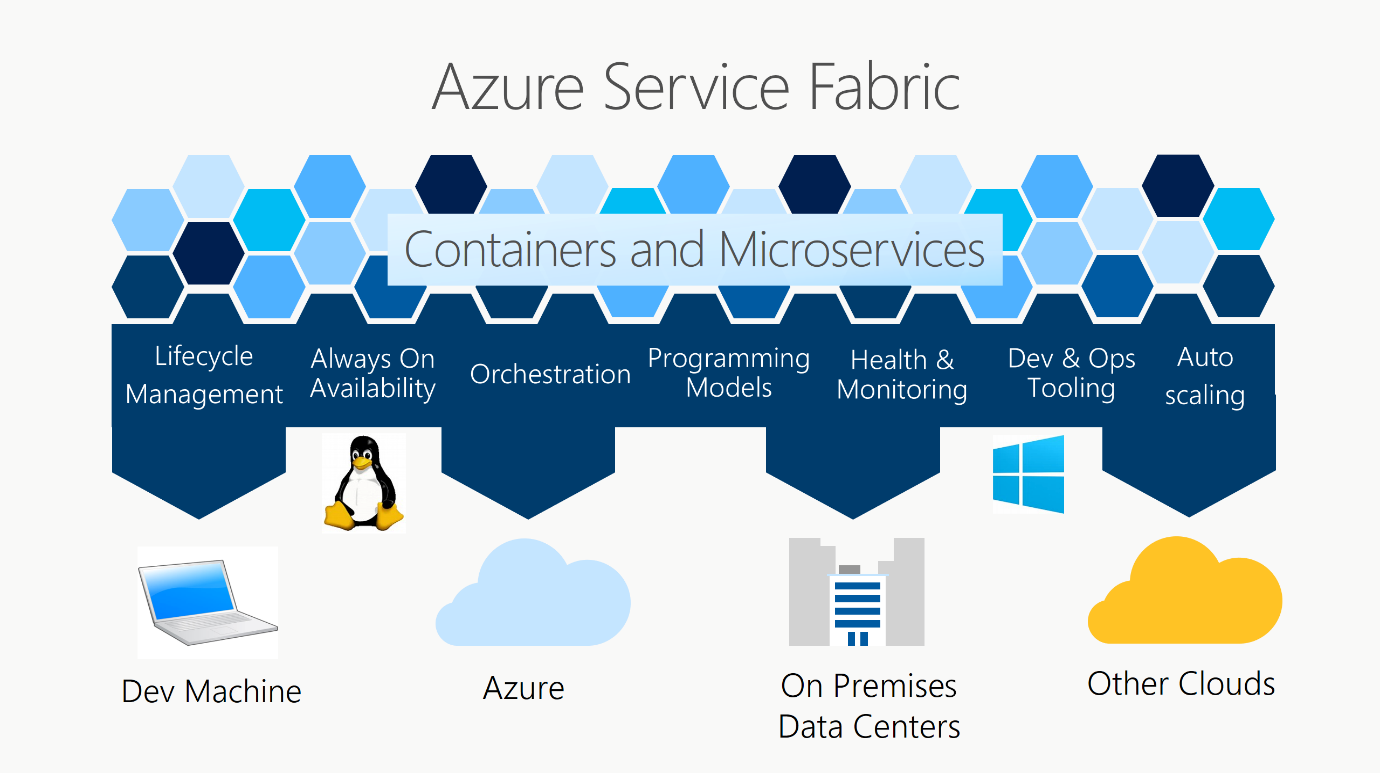 Azure Service Fabric
Containers and Microservices
Lifecycle
Management
Always On
Availability
Orchestration
Programming
Models
Health &
Monitoring
Dev & Ops
Tooling
Auto
scaling
Dev Machine
Azure
On Premises
Data Centers
Other Clouds